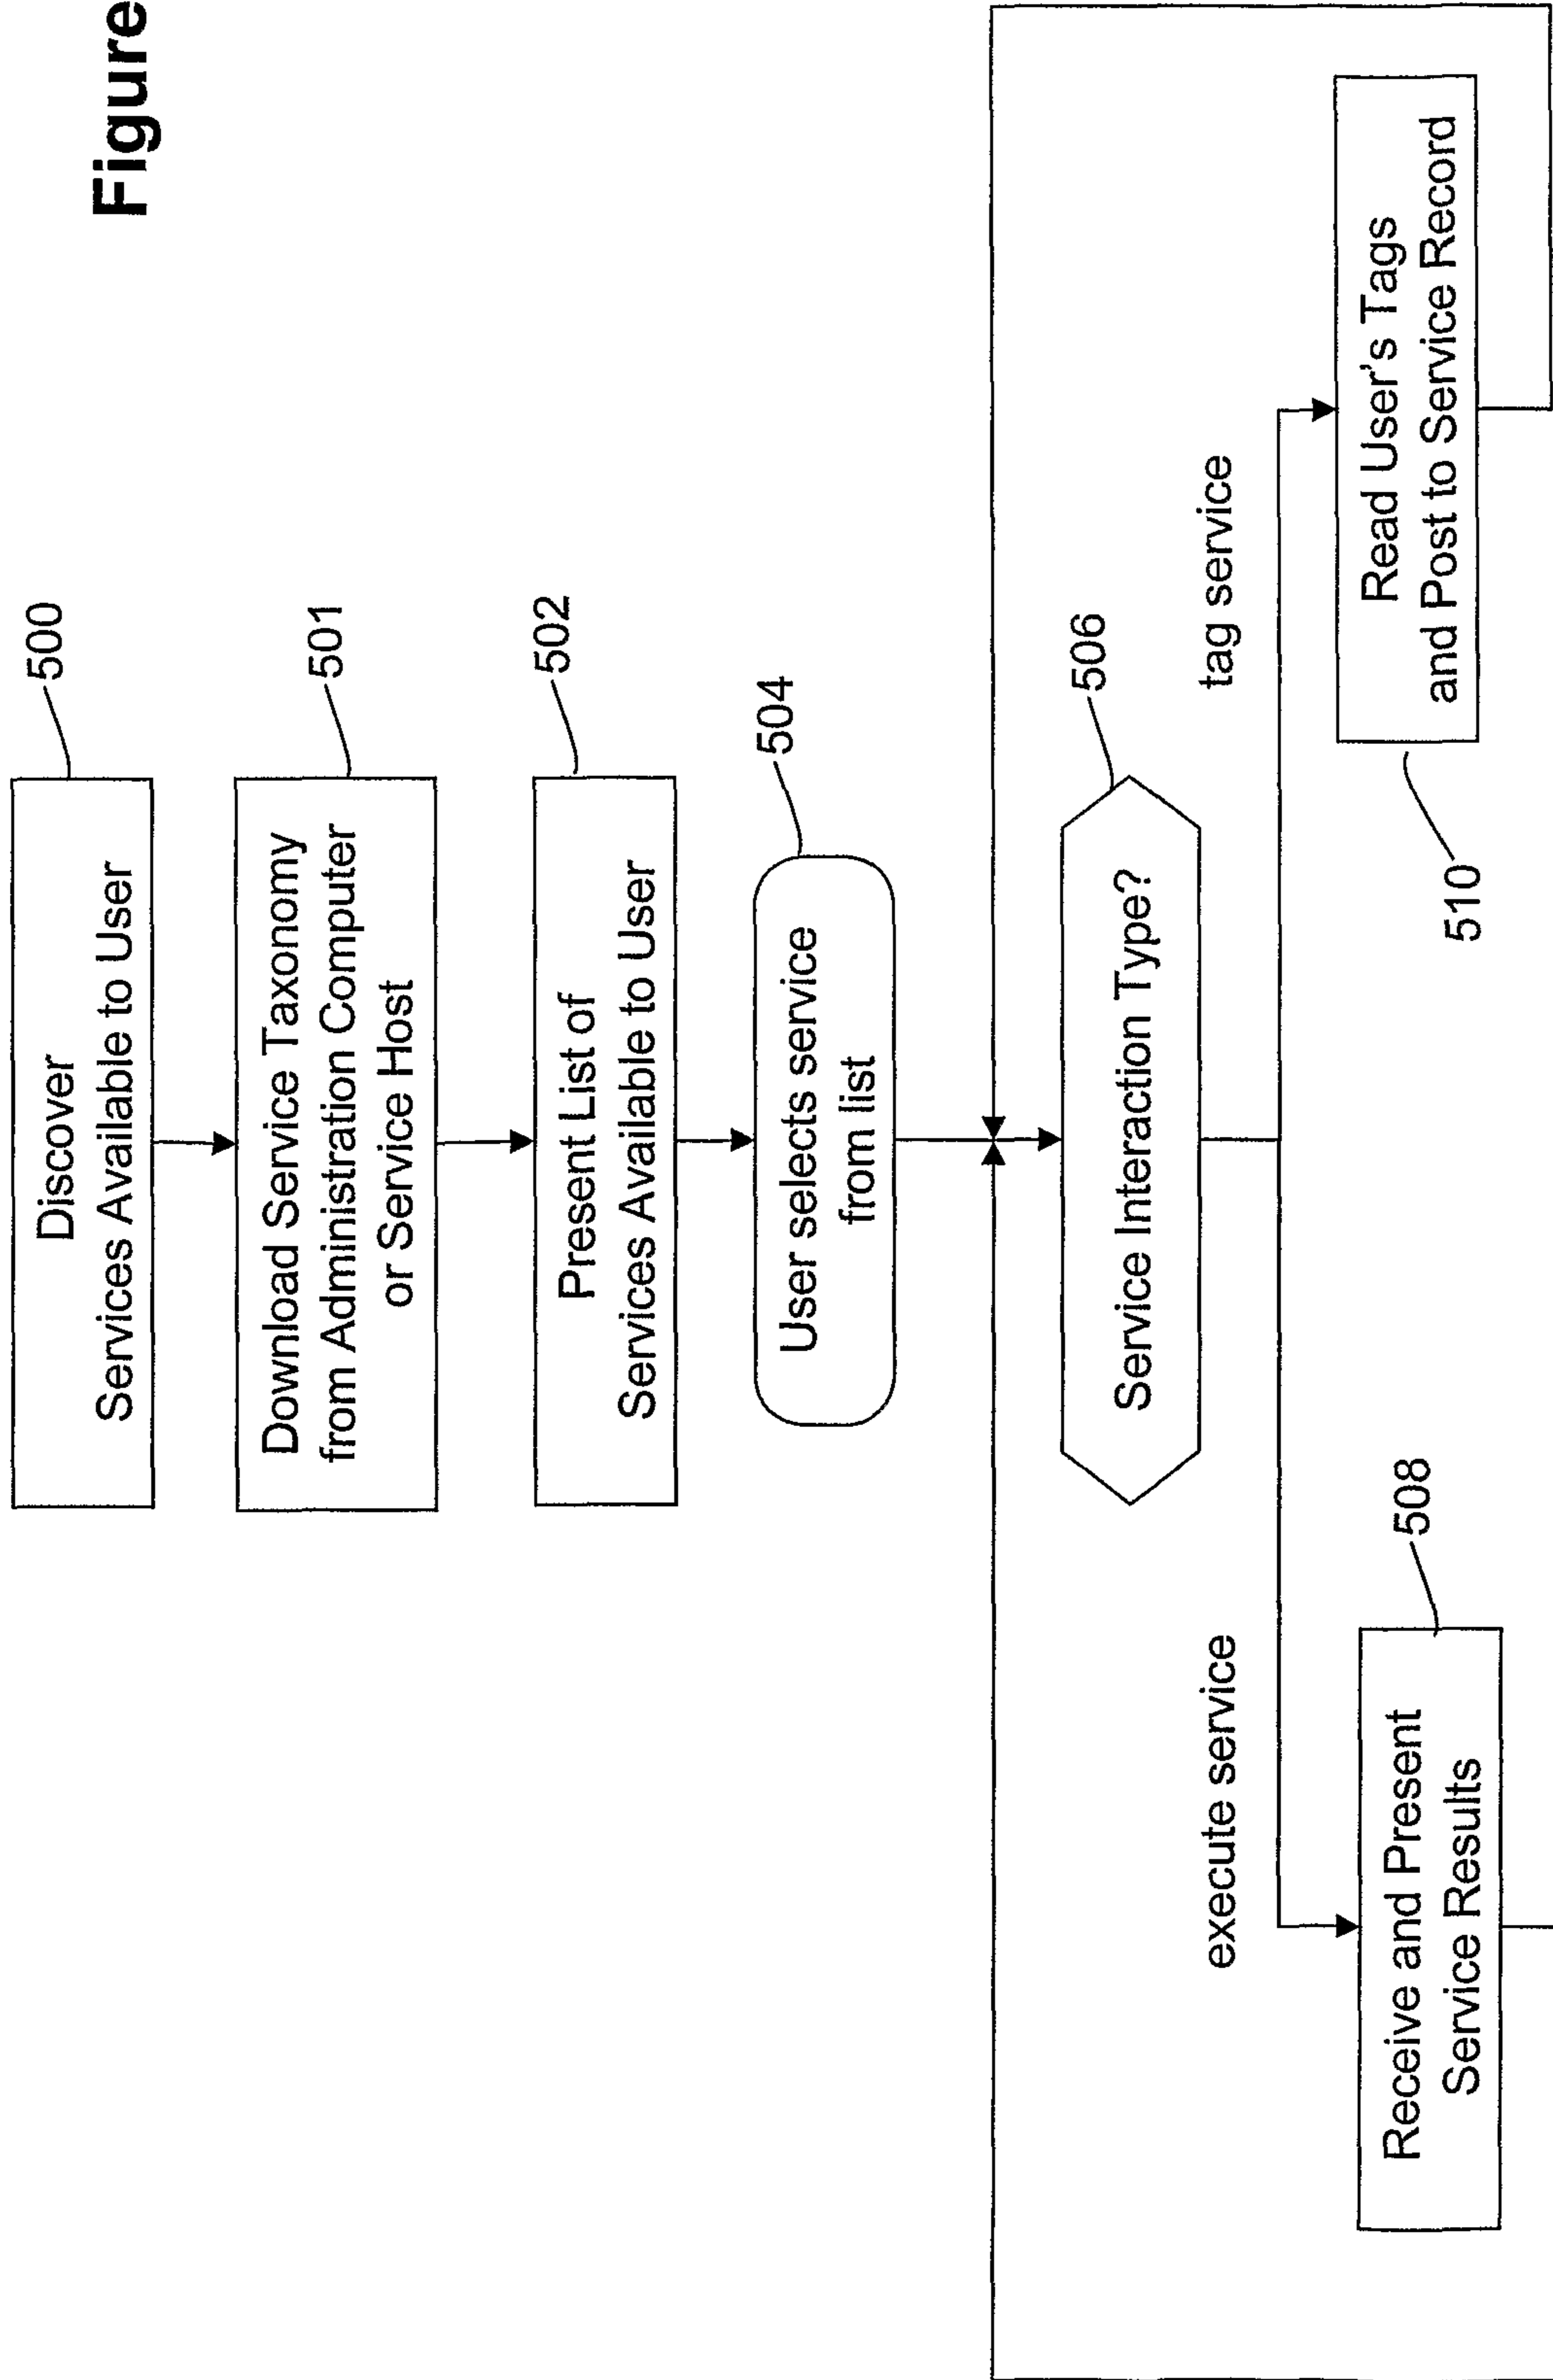 Figure
500
Discover
Services Available to User
501
Download Service Taxonomy
from Administration Computer
or Service Host
502
Present List of
Services Available to User
504
User selects service
from list
506
Service Interaction Type?
execute service
tag service
508
Receive and Present
Service Results
510
Read User's Tags
and Post to Service Record